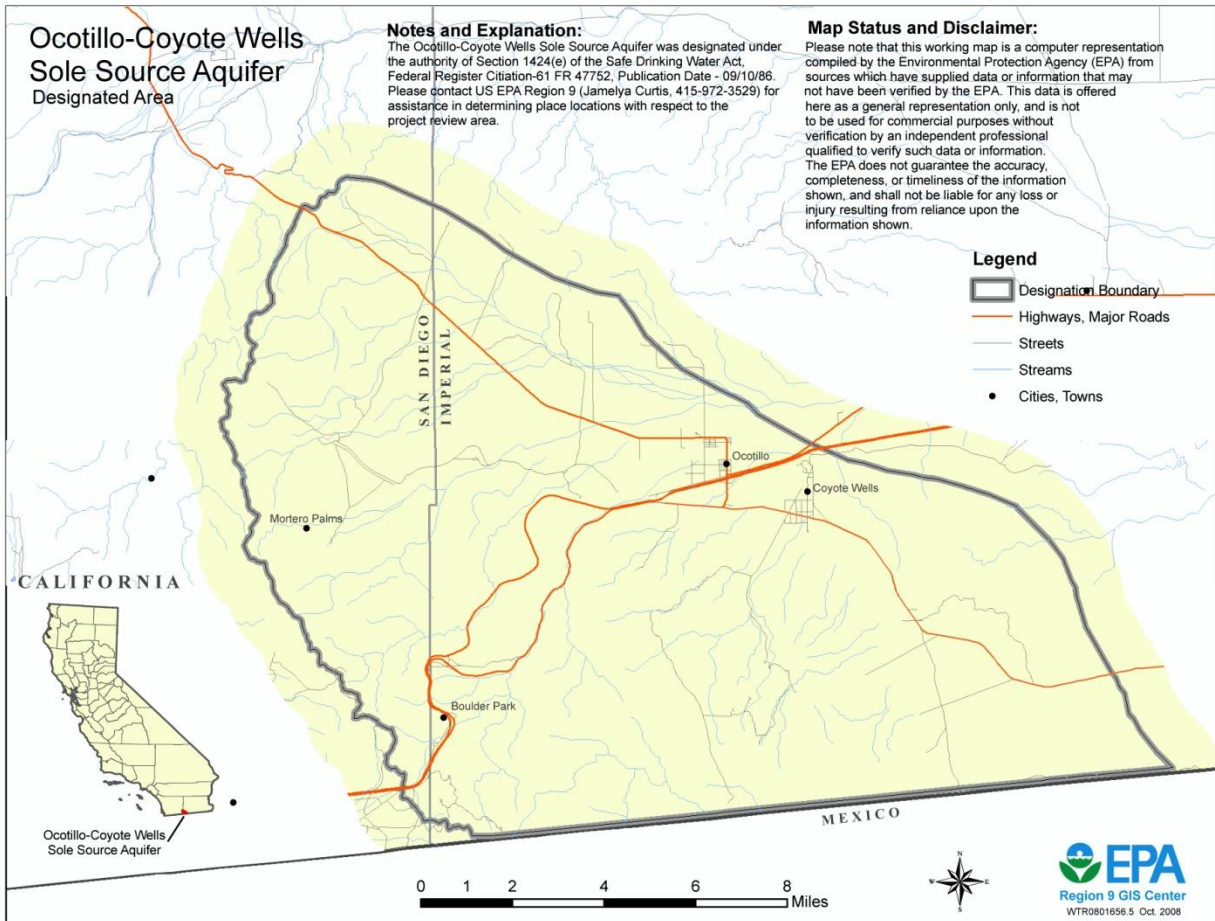 Ocotillo-Coyote Wells
Sole Source Aquifer
Designated Area
Notes and Explanation:
The Ocotillo-Coyote Wells Sole Source Aquifer was designated under
the authority of Section 1424(e) of the Safe Drinking Water Act,
Federal Register Citiation-61 FR 47752, Publication Date - 09/10/86.
Please contact US EPA Region 9 (Jamelya Curtis, 415-972-3529) for
assistance in determining place locations with respect to the
project review area.
Map Status and Disclaimer:
Please note that this working map is a computer representation
compiled by the Environmental Protection Agency (EPA) from
sources which have supplied data or information that may
not have been verified by the EPA. This data is offered
here as a general representation only, and is not
to be used for commercial purposes without
verification by an independent professional
qualified to verify such data or information.
The EPA does not guarantee the accuracy,
completeness, or timeliness of the information
shown, and shall not be liable for any loss or
injury resulting from reliance upon the
information shown.
Legend
Designation Boundary
Highways, Major Roads
Streets
Streams
Cities, Towns
SAN DIEGO
IMPERIAL
Ocotillo
Coyote Wells
Mortero Palms
Boulder Park
CALIFORNIA
Ocotillo-Coyote Wells
Sole Source Aquifer
MEXICO
0 1 2 4 6 8
Miles
N
W E
S
EPA
Region 9 GIS Center
WTR0801656.5 Oct. 2008